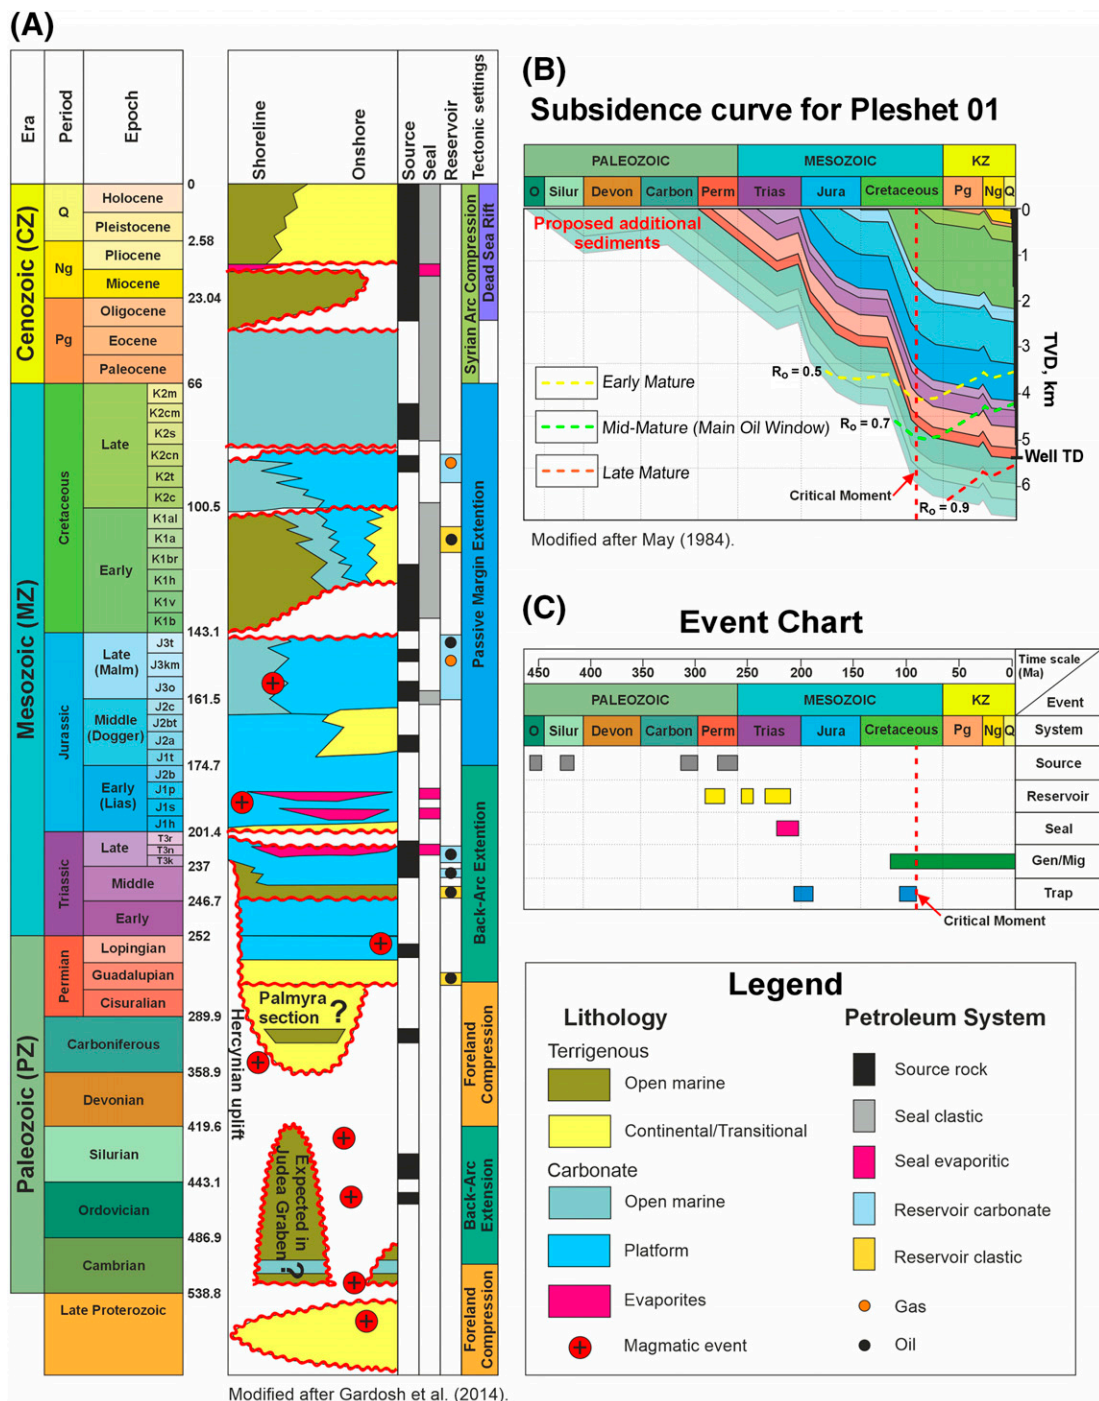 (A)
Era
Period
Epoch
Shoreline
Onshore
Source
Seal
Reservoir
Tectonic settings
Cenozoic (CZ)
Mesozoic (MZ)
Paleozoic (PZ)
Q
Ng
Pg
Cretaceous
Jurassic
Triassic
Permian
Holocene
Pleistocene
Pliocene
Miocene
Oligocene
Eocene
Paleocene
Late
K2m
K2cm
K2s
K2cn
K2t
K2c
Early
K1al
K1a
K1br
K1h
K1v
K1b
Late
(Malm)
J3t
J3km
J3o
Middle
(Dogger)
J2c
J2bt
J2a
J1t
Early
(Lias)
J2b
J1p
J1s
J1h
Late
T3r
T3n
T3k
Middle
Early
Lopingian
Guadalupian
Cisuralian
Carboniferous
Devonian
Silurian
Ordovician
Cambrian
Late Proterozoic
0
2.58
23.04
66
100.5
143.1
161.5
174.7
201.4
237
246.7
252
289.9
358.9
419.6
443.1
486.9
538.8
Palmyra
section ?
Hercynian uplift
Expected in
Judea Graben
?
Syrian Arc Compression
Dead Sea Rift
Passive Margin Extention
Back-Arc Extention
Foreland
Compression
Back-Arc
Extension
Foreland
Compression
Modified after Gardosh et al. (2014).
(B)
Subsidence curve for Pleshet 01
PALEOZOIC
MESOZOIC
KZ
O
Silur
Devon
Carbon
Perm
Trias
Jura
Cretaceous
Pg
Ng
Q
Proposed additional
sediments
0
1
2
3
4
5
6
TVD, km
Well TD
Ro = 0.5
Ro = 0.7
Ro = 0.9
Early Mature
Mid-Mature (Main Oil Window)
Late Mature
Critical Moment
Modified after May (1984).
(C)
Event Chart
450
400
350
300
250
200
150
100
50
0
Time scale
(Ma)
Event
PALEOZOIC
MESOZOIC
KZ
O
Silur
Devon
Carbon
Perm
Trias
Jura
Cretaceous
Pg
Ng
Q
System
Source
Reservoir
Seal
Gen/Mig
Trap
Critical Moment
Legend
Lithology
Terrigenous
Open marine
Continental/Transitional
Carbonate
Open marine
Platform
Evaporites
Magmatic event
Petroleum System
Source rock
Seal clastic
Seal evaporitic
Reservoir carbonate
Reservoir clastic
Gas
Oil